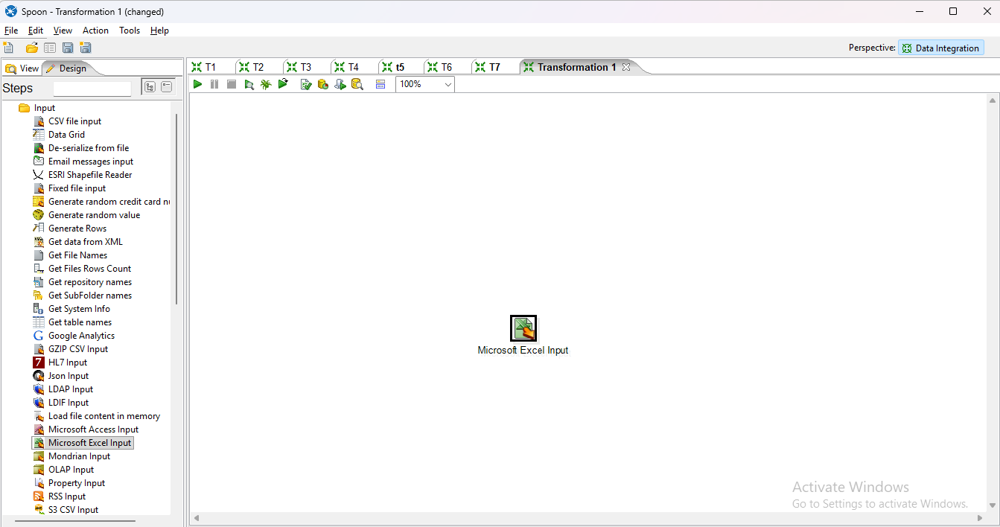 Spoon - Transformation 1 (changed)
File Edit View Action Tools Help
Perspective: Data Integration
View Design
T1 T2 T3 T4 t5 T6 T7 Transformation 1
Steps
100%
Input
CSV file input
Data Grid
De-serialize from file
Email messages input
ESRI Shapefile Reader
Fixed file input
Generate random credit card nu
Generate random value
Generate Rows
Get data from XML
Get File Names
Get Files Rows Count
Get repository names
Get SubFolder names
Get System Info
Get table names
Google Analytics
GZIP CSV Input
HL7 Input
Json Input
LDAP Input
LDIF Input
Load file content in memory
Microsoft Access Input
Microsoft Excel Input
Mondrian Input
OLAP Input
Property Input
RSS Input
S3 CSV Input
Microsoft Excel Input
Activate Windows
Go to Settings to activate Windows.